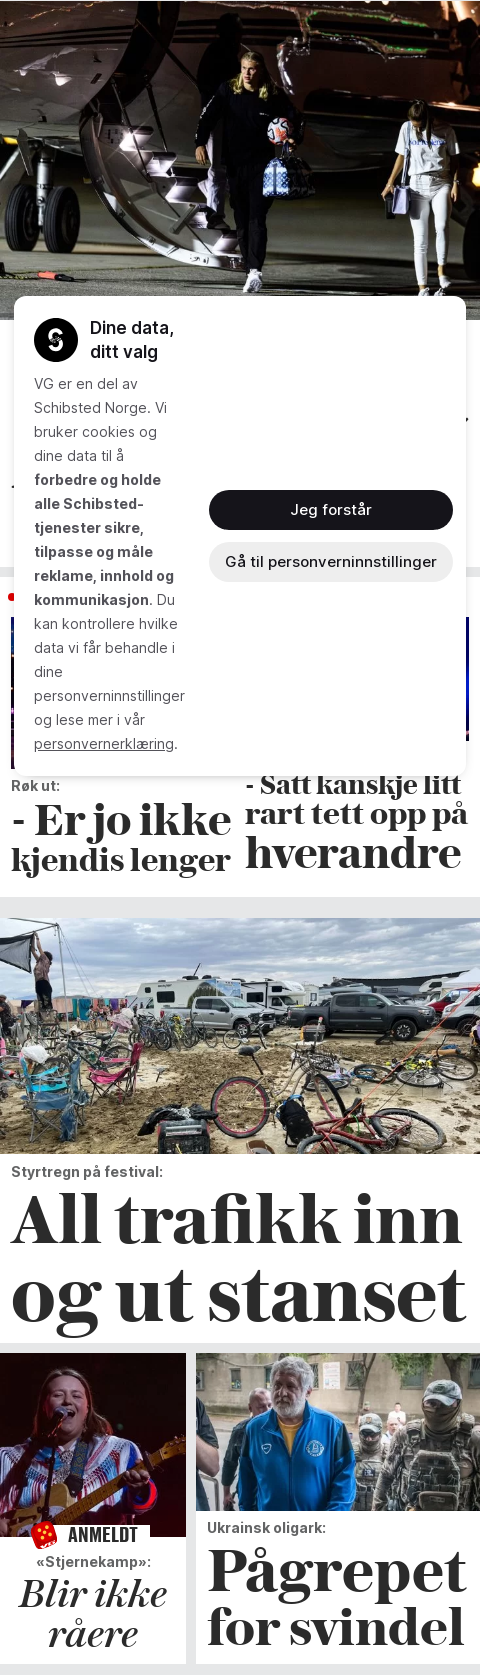 Dine data,
ditt valg
VG er en del av
Schibsted Norge. Vi
bruker cookies og
dine data til å
forbedre og holde
alle Schibsted-
tjenester sikre,
tilpasse og måle
reklame, innhold og
kommunikasjon. Du
kan kontrollere hvilke
data vi får behandle i
dine
personverninnstillinger
og lese mer i vår
personvernerklæring.
Jeg forstår
Gå til personverninnstillinger
Røk ut:
- Er jo ikke
kjendis lenger
- Satt kanskje litt
rart tett opp på
hverandre
Styrtregn på festival:
All trafikk inn
og ut stanset
ANMELDT
«Stjernekamp»:
Blir ikke
råere
Ukrainsk oligark:
Pågrepet
for svindel